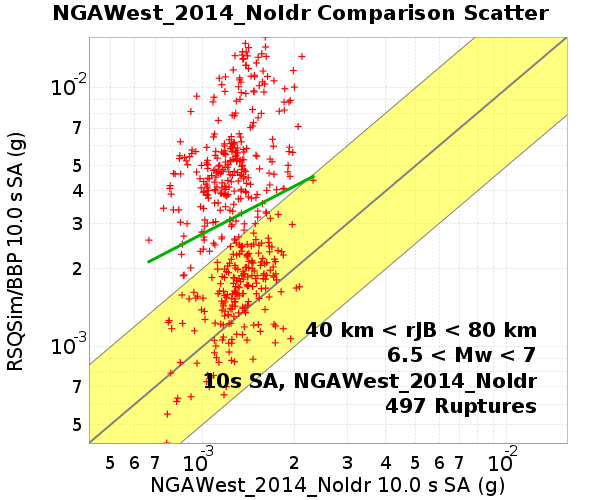 NGAWest_2014_NoIdr Comparison Scatter
RSQSim/BBP 10.0 s SA (g)
10⁻²
7
5
4
3
2
10⁻³
7
5
40 km < rJB < 80 km
6.5 < Mw < 7
10s SA, NGAWest_2014_NoIdr
497 Ruptures
5 6 7 10⁻³ 2 3 4 5 6 7 10⁻²
NGAWest_2014_NoIdr 10.0 s SA (g)